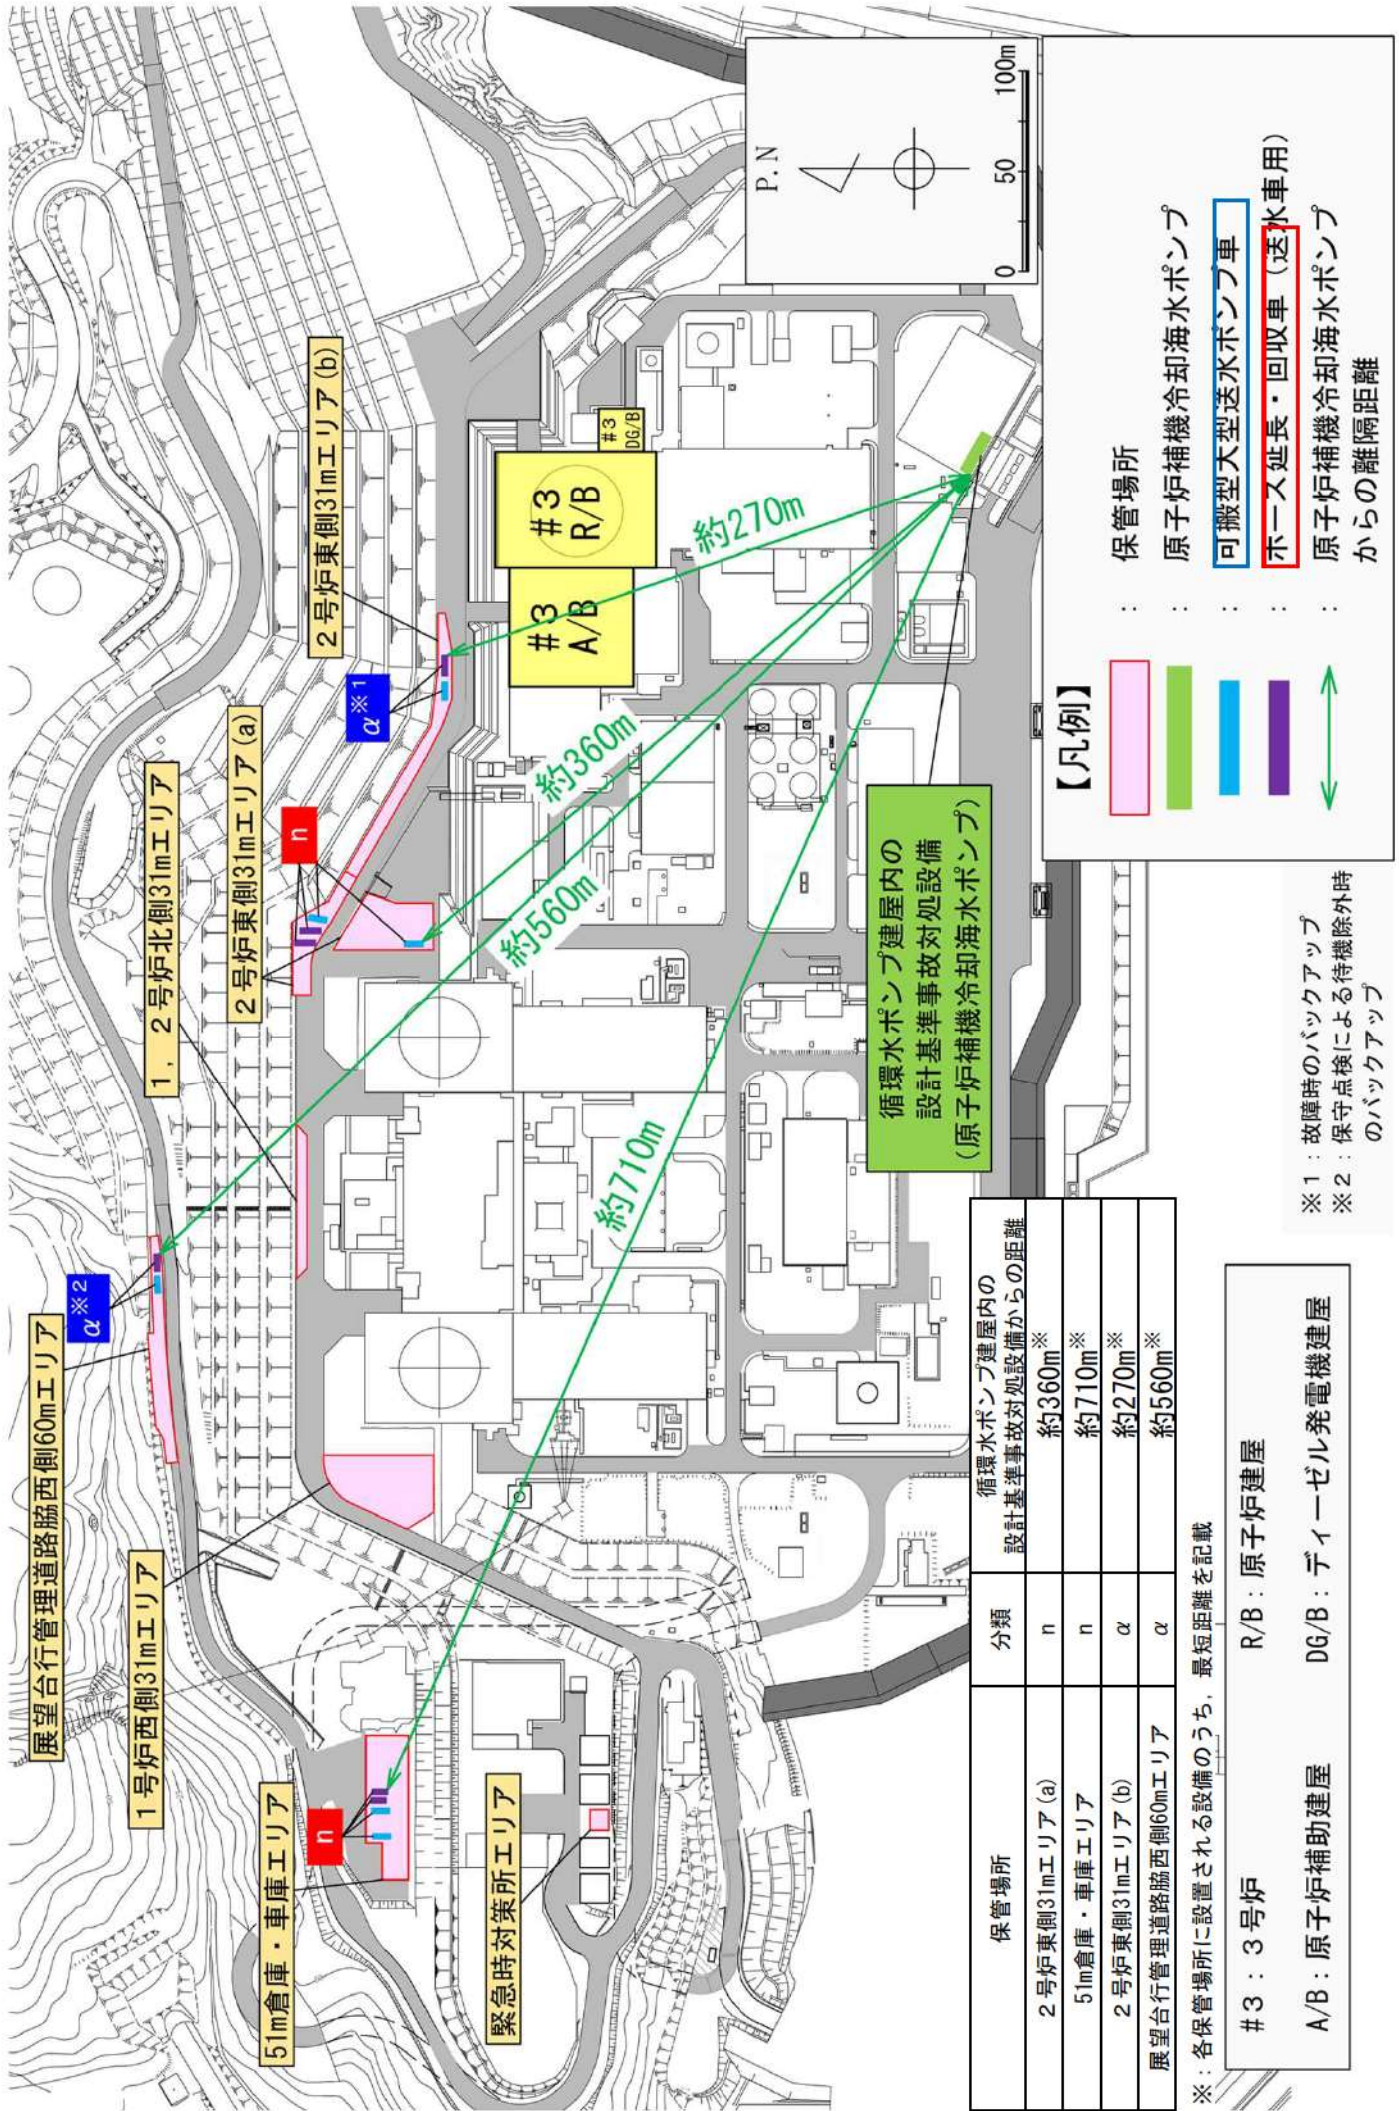 展望台行管理道路脇西側60mエリア
α※2
1，2号炉北側31mエリア
2号炉東側31mエリア(a)
n
2号炉東側31mエリア(b)
α※1
1号炉西側31mエリア
51m倉庫・車庫エリア
n
緊急時対策所エリア
#3
A/B
#3
R/B
#3
DG/B
約270m
約360m
約560m
約710m
循環水ポンプ建屋内の
設計基準事故対処設備
(原子炉補機冷却海水ポンプ)
P.N
0 50 100m
【凡例】
： 保管場所
： 原子炉補機冷却海水ポンプ
： 可搬型大型送水ポンプ車
： ホース延長・回収車（送水車用）
： 原子炉補機冷却海水ポンプ
からの離隔距離
※1：故障時のバックアップ
※2：保守点検による待機除外時
のバックアップ
保管場所 分類 循環水ポンプ建屋内の
設計基準事故対処設備からの距離
2号炉東側31mエリア(a) n 約360m※
51m倉庫・車庫エリア n 約710m※
2号炉東側31mエリア(b) α 約270m※
展望台行管理道路脇西側60mエリア α 約560m※
※：各保管場所に設置される設備のうち，最短距離を記載
#3：3号炉 R/B：原子炉建屋
A/B：原子炉補助建屋 DG/B：ディーゼル発電機建屋